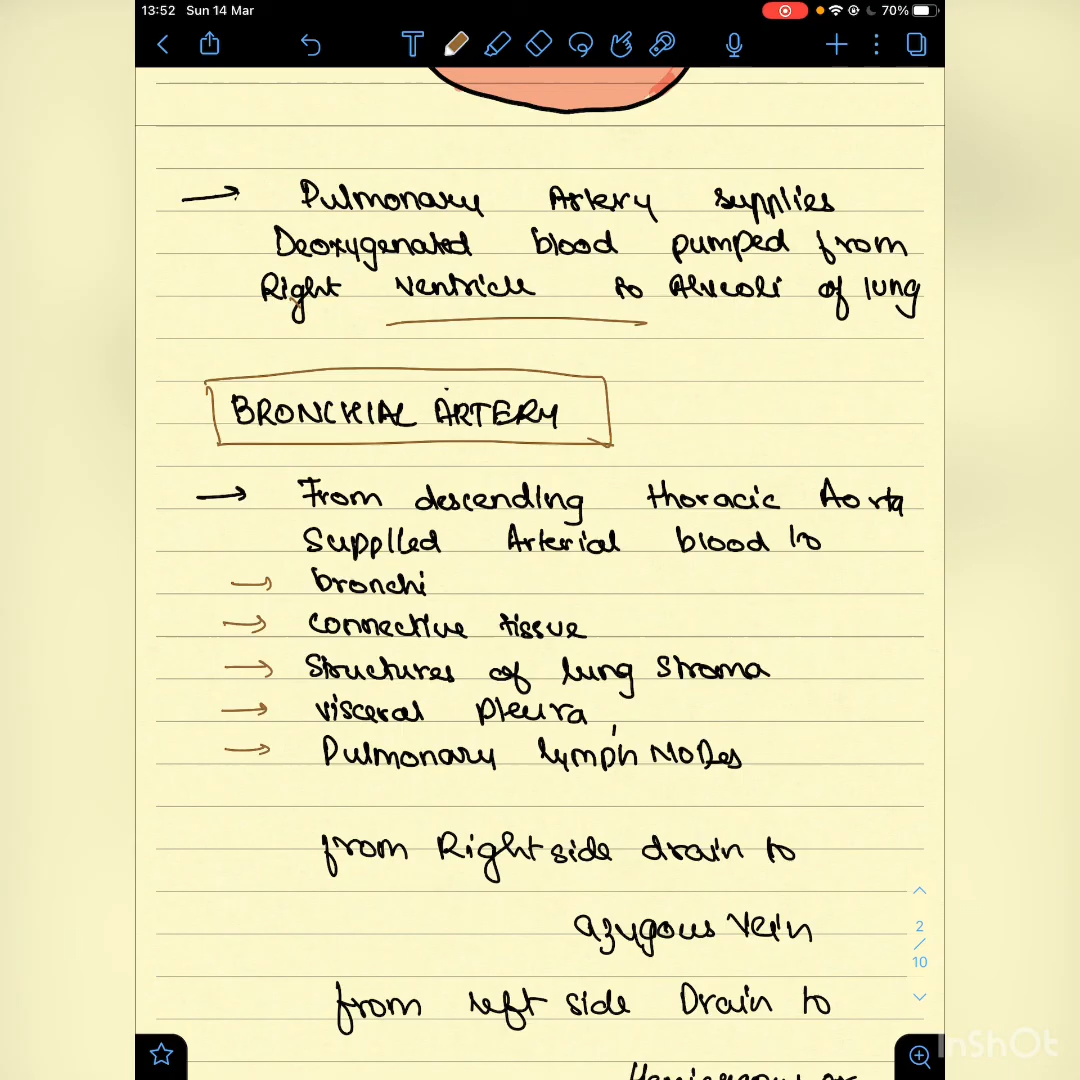 13:52 Sun 14 Mar 70%
Pulmonary Artery supplies
Deoxygenated blood pumped from
Right ventricle to Alveoli of lung
BRONCHIAL ARTERY
From descending thoracic Aorta
Supplied Arterial blood to
bronchi
connective tissue
Structures of lung Stroma
visceral pleura,
Pulmonary lymph Nodes
from Right side drain to
azygous vein
from left side Drain to
2
/
10
InShOt